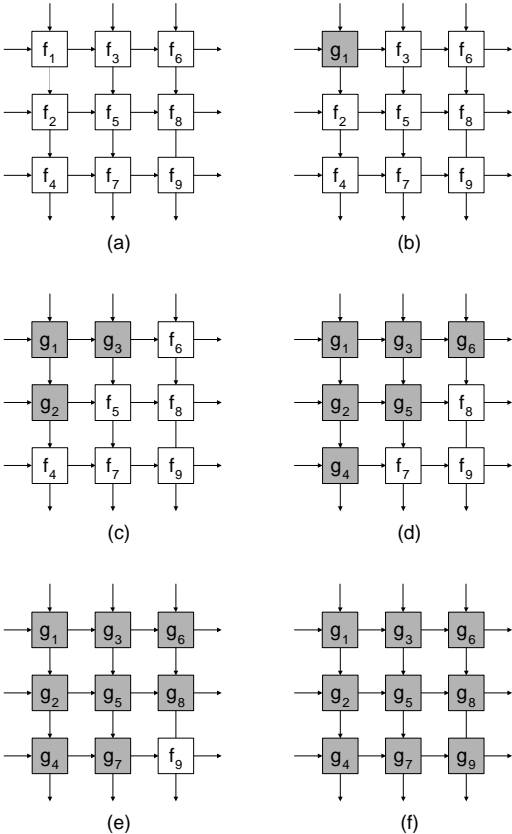 f1 f3 f6
f2 f5 f8
f4 f7 f9
(a)
g1 f3 f6
f2 f5 f8
f4 f7 f9
(b)
g1 g3 f6
g2 f5 f8
f4 f7 f9
(c)
g1 g3 g6
g2 g5 f8
g4 f7 f9
(d)
g1 g3 g6
g2 g5 g8
g4 g7 f9
(e)
g1 g3 g6
g2 g5 g8
g4 g7 g9
(f)